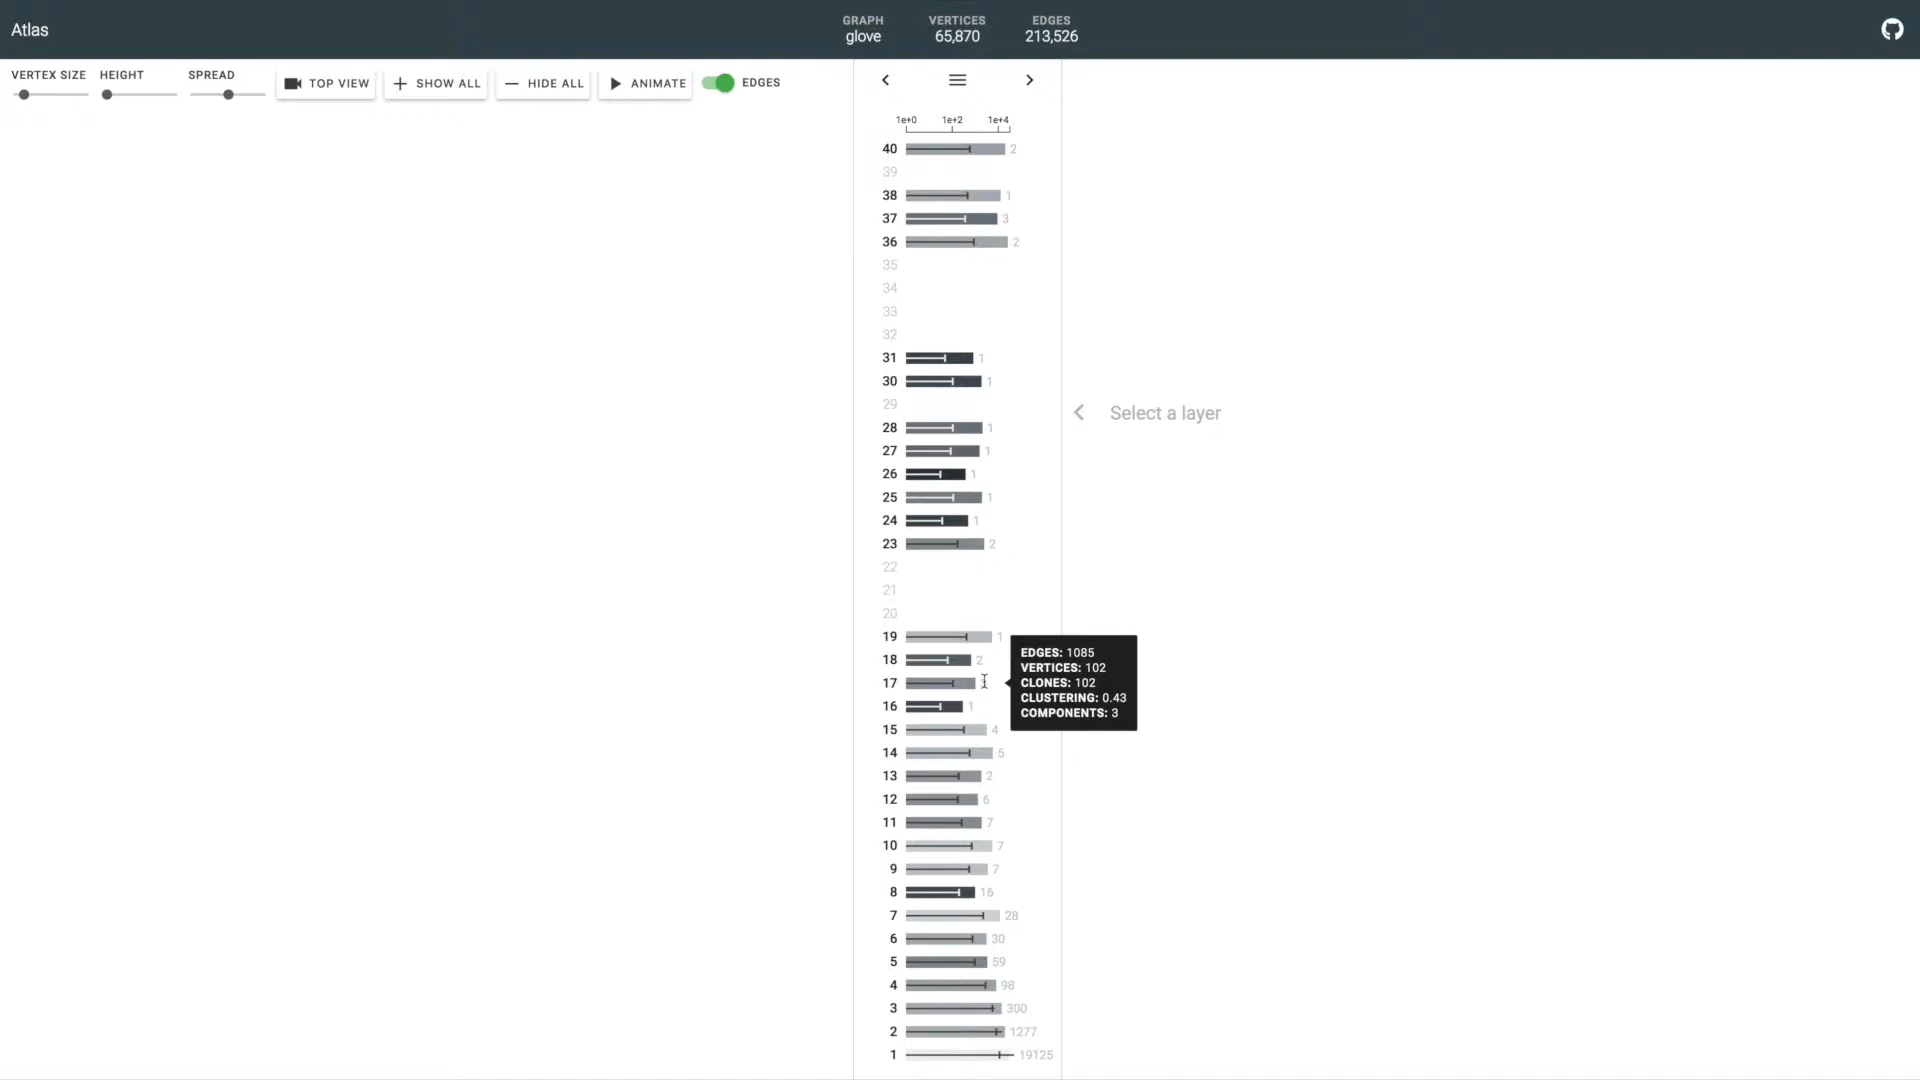 Atlas
GRAPH
glove
VERTICES
65,870
EDGES
213,526
VERTEX SIZE
HEIGHT
SPREAD
TOP VIEW
SHOW ALL
HIDE ALL
ANIMATE
EDGES
1e+0 1e+2 1e+4
40 2
39
38 1
37 3
36 2
35
34
33
32
31 1
30 1
29
28 1
27 1
26 1
25 1
24 1
23 2
22
21
20
19 1
18 2
17
16 1
15 4
14 5
13 2
12 6
11 7
10 7
9 7
8 16
7 28
6 30
5 59
4 98
3 300
2 1277
1 19125
EDGES: 1085
VERTICES: 102
CLONES: 102
CLUSTERING: 0.43
COMPONENTS: 3
Select a layer